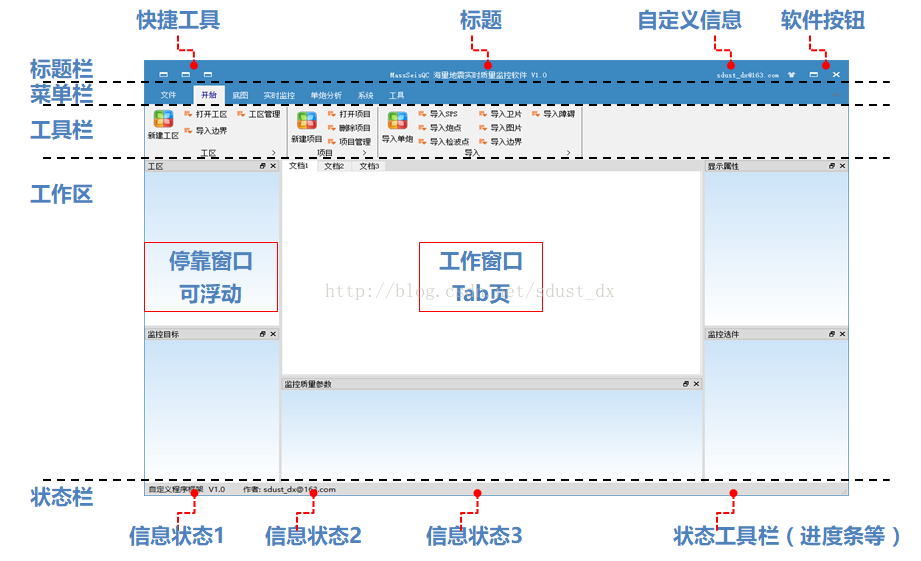 快捷工具 标题 自定义信息 软件按钮
标题栏
MassSeisQC 海量地震实时质量监控软件 V1.0 sdust_dx@163.com
菜单栏
文件 开始 底图 实时监控 单炮分析 系统 工具
工具栏
新建工区 打开工区 工区管理
导入边界
工区
新建项目 打开项目
删除项目
项目管理
项目
导入单炮 导入SPS 导入卫片 导入障碍
导入炮点 导入图片
导入检波点 导入边界
导入
工作区
工区 文档1 文档2 文档3 显示属性
停靠窗口
可浮动
工作窗口
Tab页
http://blog.csdn.net/sdust_dx
监控目标 监控选件
监控质量参数
状态栏
自定义程序框架 V1.0 作者: sdust_dx@163.com
信息状态1 信息状态2 信息状态3 状态工具栏（进度条等）